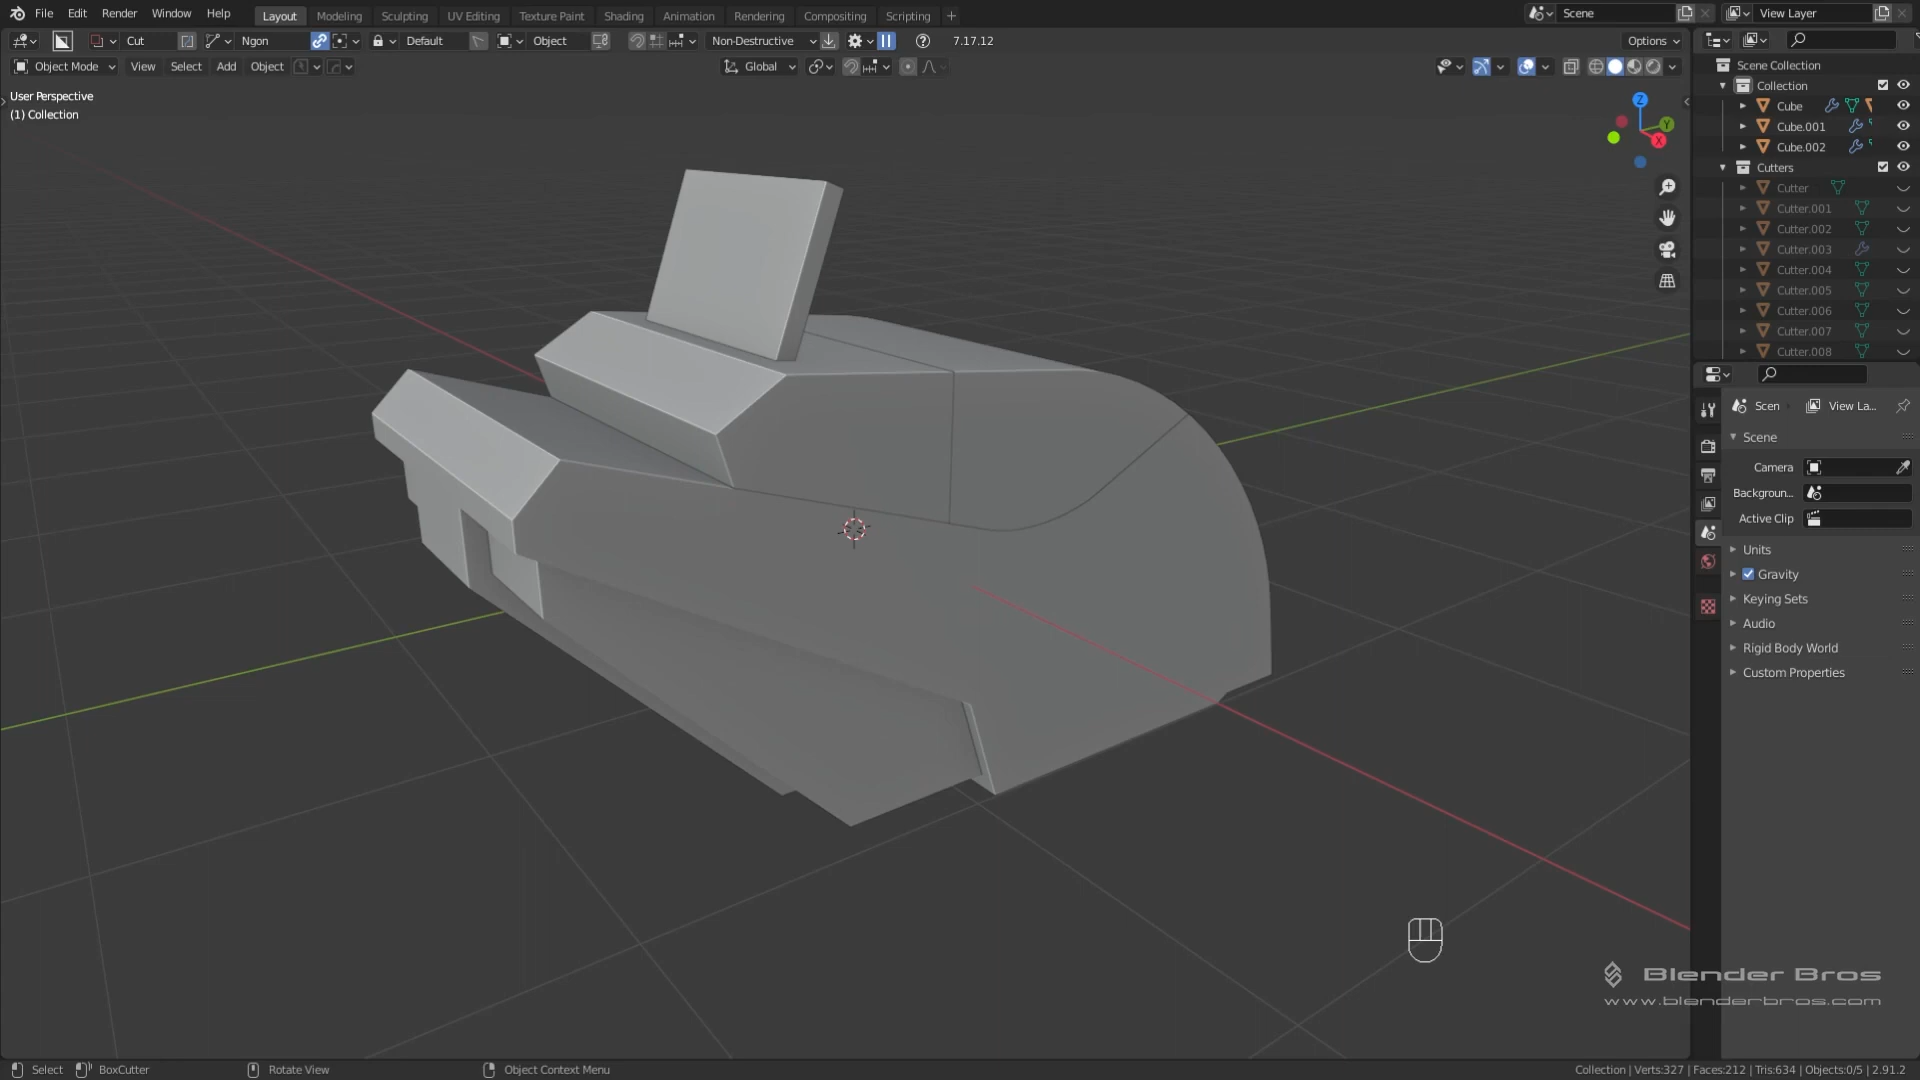 File Edit Render Window Help
Layout Modeling Sculpting UV Editing Texture Paint Shading Animation Rendering Compositing Scripting +
Scene View Layer
Cut Ngon Default Object Non-Destructive 7.17.12 Options
Object Mode View Select Add Object Global
User Perspective
(1) Collection
Z
Y
X
Scene Collection
Collection
Cube
Cube.001
Cube.002
Cutters
Cutter
Cutter.001
Cutter.002
Cutter.003
Cutter.004
Cutter.005
Cutter.006
Cutter.007
Cutter.008
Scen View La...
Scene
Camera
Backgroun...
Active Clip
Units
Gravity
Keying Sets
Audio
Rigid Body World
Custom Properties
Blender Bros
www.blenderbros.com
Select BoxCutter Rotate View Object Context Menu
Collection | Verts:327 | Faces:212 | Tris:634 | Objects:0/5 | 2.91.2